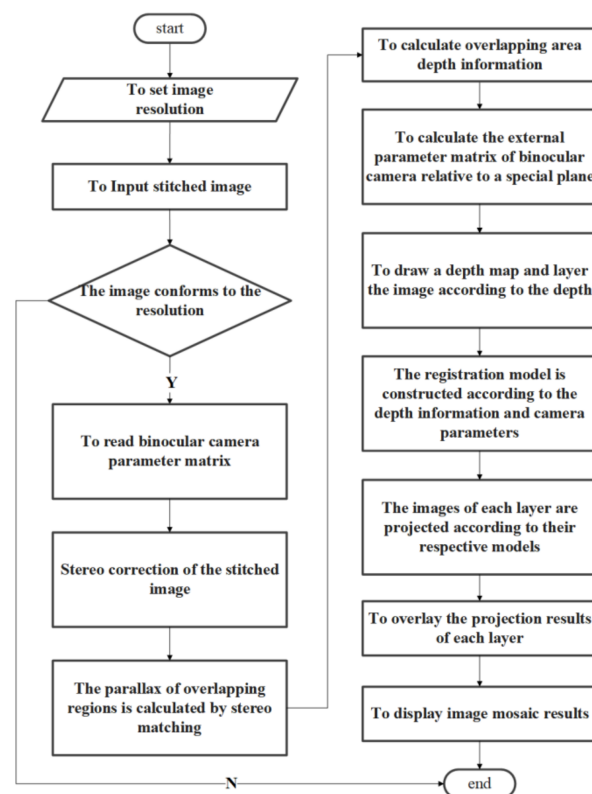 start
To set image
resolution
To Input stitched image
The image conforms to the
resolution
Y
To read binocular camera
parameter matrix
Stereo correction of the stitched
image
The parallax of overlapping
regions is calculated by stereo
matching
N
To calculate overlapping area
depth information
To calculate the external
parameter matrix of binocular
camera relative to a special plane
To draw a depth map and layer
the image according to the depth
The registration model is
constructed according to the
depth information and camera
parameters
The images of each layer are
projected according to their
respective models
To overlay the projection results
of each layer
To display image mosaic results
end